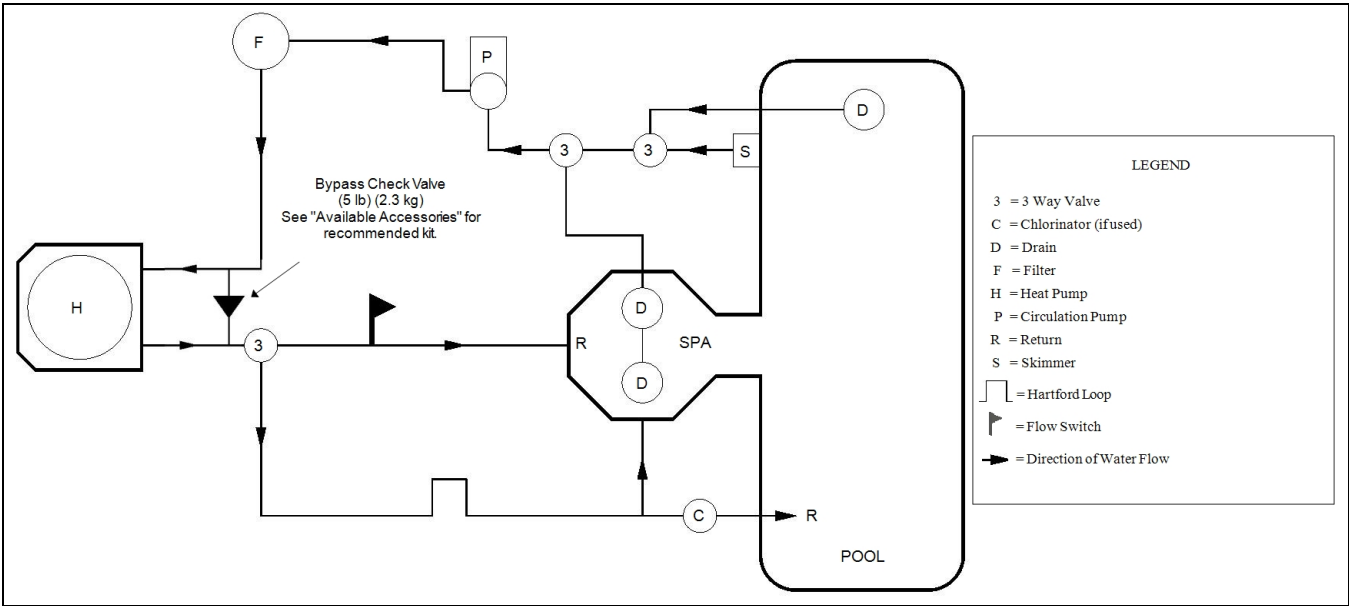 F
P
D
3
3
S
Bypass Check Valve
(5 lb) (2.3 kg)
See "Available Accessories" for
recommended kit.
H
3
R
D
SPA
D
C
R
POOL
LEGEND
3 = 3 Way Valve
C = Chlorinator (if used)
D = Drain
F = Filter
H = Heat Pump
P = Circulation Pump
R = Return
S = Skimmer
= Hartford Loop
= Flow Switch
= Direction of Water Flow